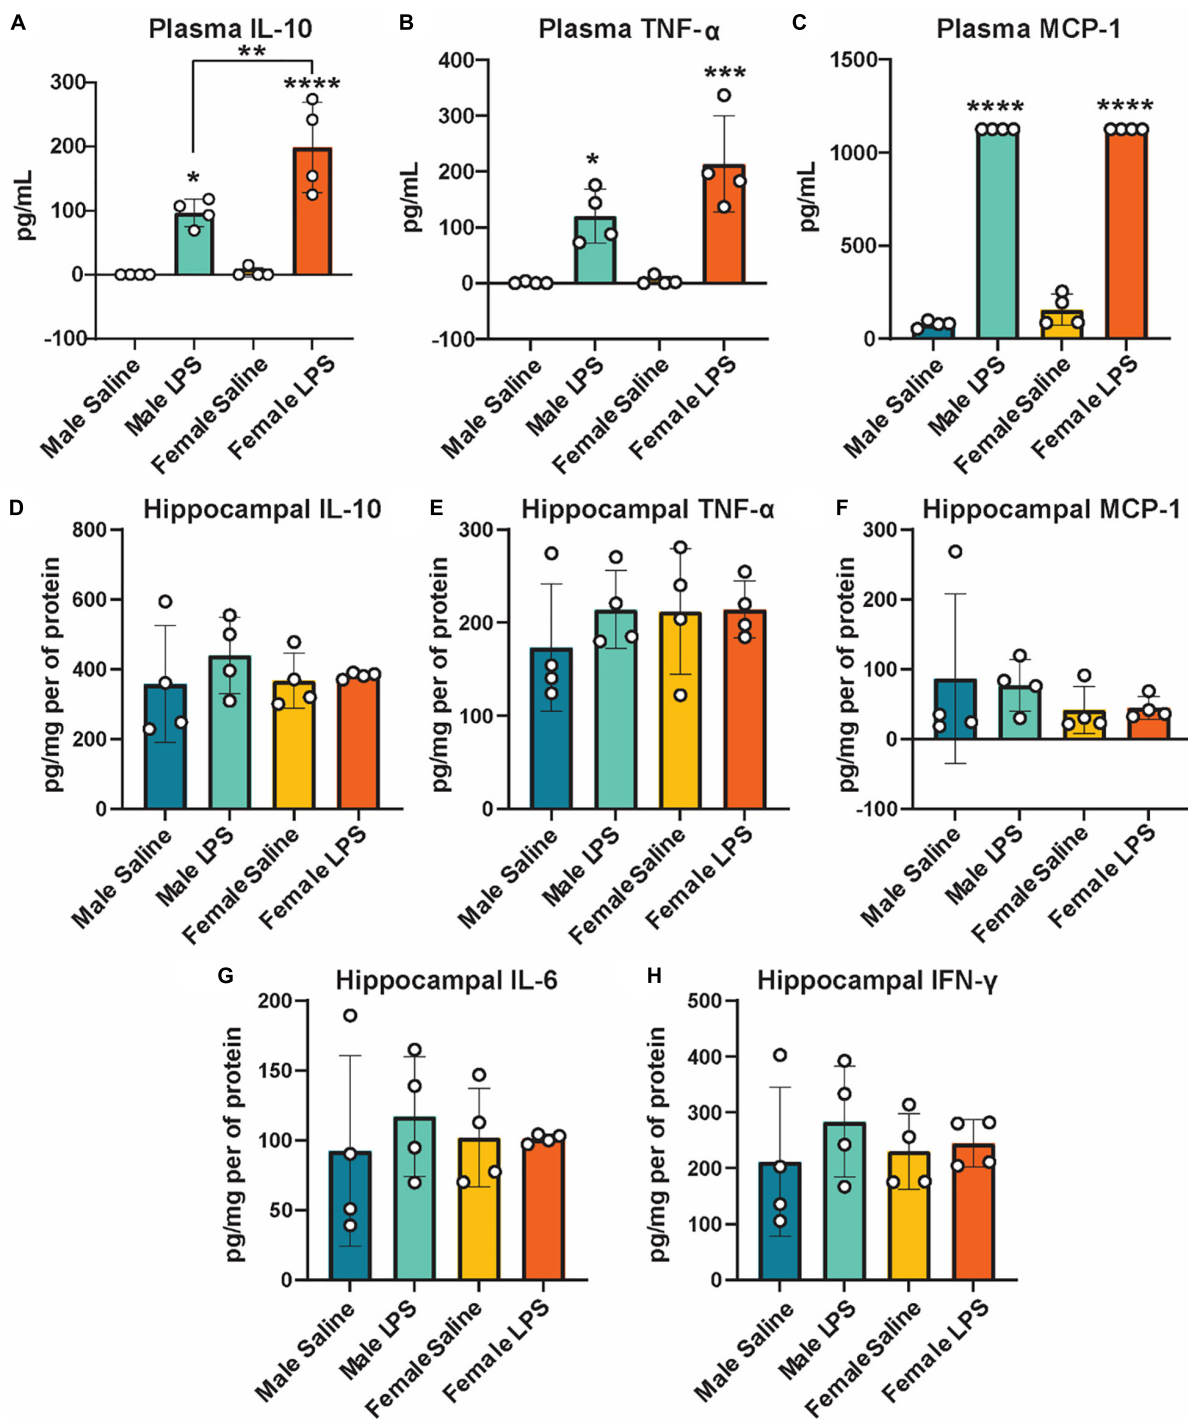 A
Plasma IL-10
**
****
*
pg/mL
300
200
100
0
-100
Male Saline
Male LPS
Female Saline
Female LPS
B
Plasma TNF-α
***
*
pg/mL
400
300
200
100
0
-100
Male Saline
Male LPS
Female Saline
Female LPS
C
Plasma MCP-1
****
****
pg/mL
1500
1000
500
0
Male Saline
Male LPS
Female Saline
Female LPS
D
Hippocampal IL-10
pg/mg per of protein
800
600
400
200
0
Male Saline
Male LPS
Female Saline
Female LPS
E
Hippocampal TNF-α
pg/mg per of protein
300
200
100
0
Male Saline
Male LPS
Female Saline
Female LPS
F
Hippocampal MCP-1
pg/mg per of protein
300
200
100
0
-100
Male Saline
Male LPS
Female Saline
Female LPS
G
Hippocampal IL-6
pg/mg per of protein
200
150
100
50
0
Male Saline
Male LPS
Female Saline
Female LPS
H
Hippocampal IFN-γ
pg/mg per of protein
500
400
300
200
100
0
Male Saline
Male LPS
Female Saline
Female LPS